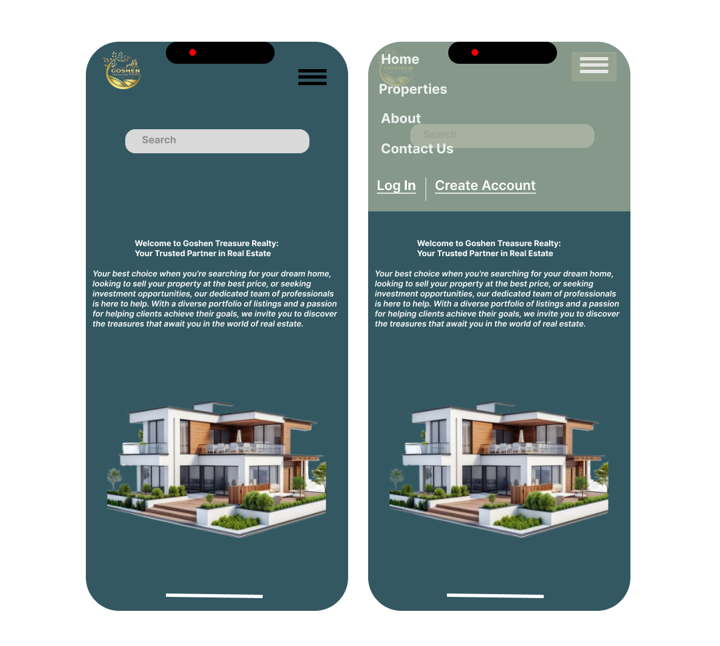 GOSHEN
Search
Welcome to Goshen Treasure Realty:
Your Trusted Partner in Real Estate
Your best choice when you're searching for your dream home,
looking to sell your property at the best price, or seeking
investment opportunities, our dedicated team of professionals
is here to help. With a diverse portfolio of listings and a passion
for helping clients achieve their goals, we invite you to discover
the treasures that await you in the world of real estate.
Home
GOSHEN
Properties
About
Search
Contact Us
Log In
Create Account
Welcome to Goshen Treasure Realty:
Your Trusted Partner in Real Estate
Your best choice when you're searching for your dream home,
looking to sell your property at the best price, or seeking
investment opportunities, our dedicated team of professionals
is here to help. With a diverse portfolio of listings and a passion
for helping clients achieve their goals, we invite you to discover
the treasures that await you in the world of real estate.